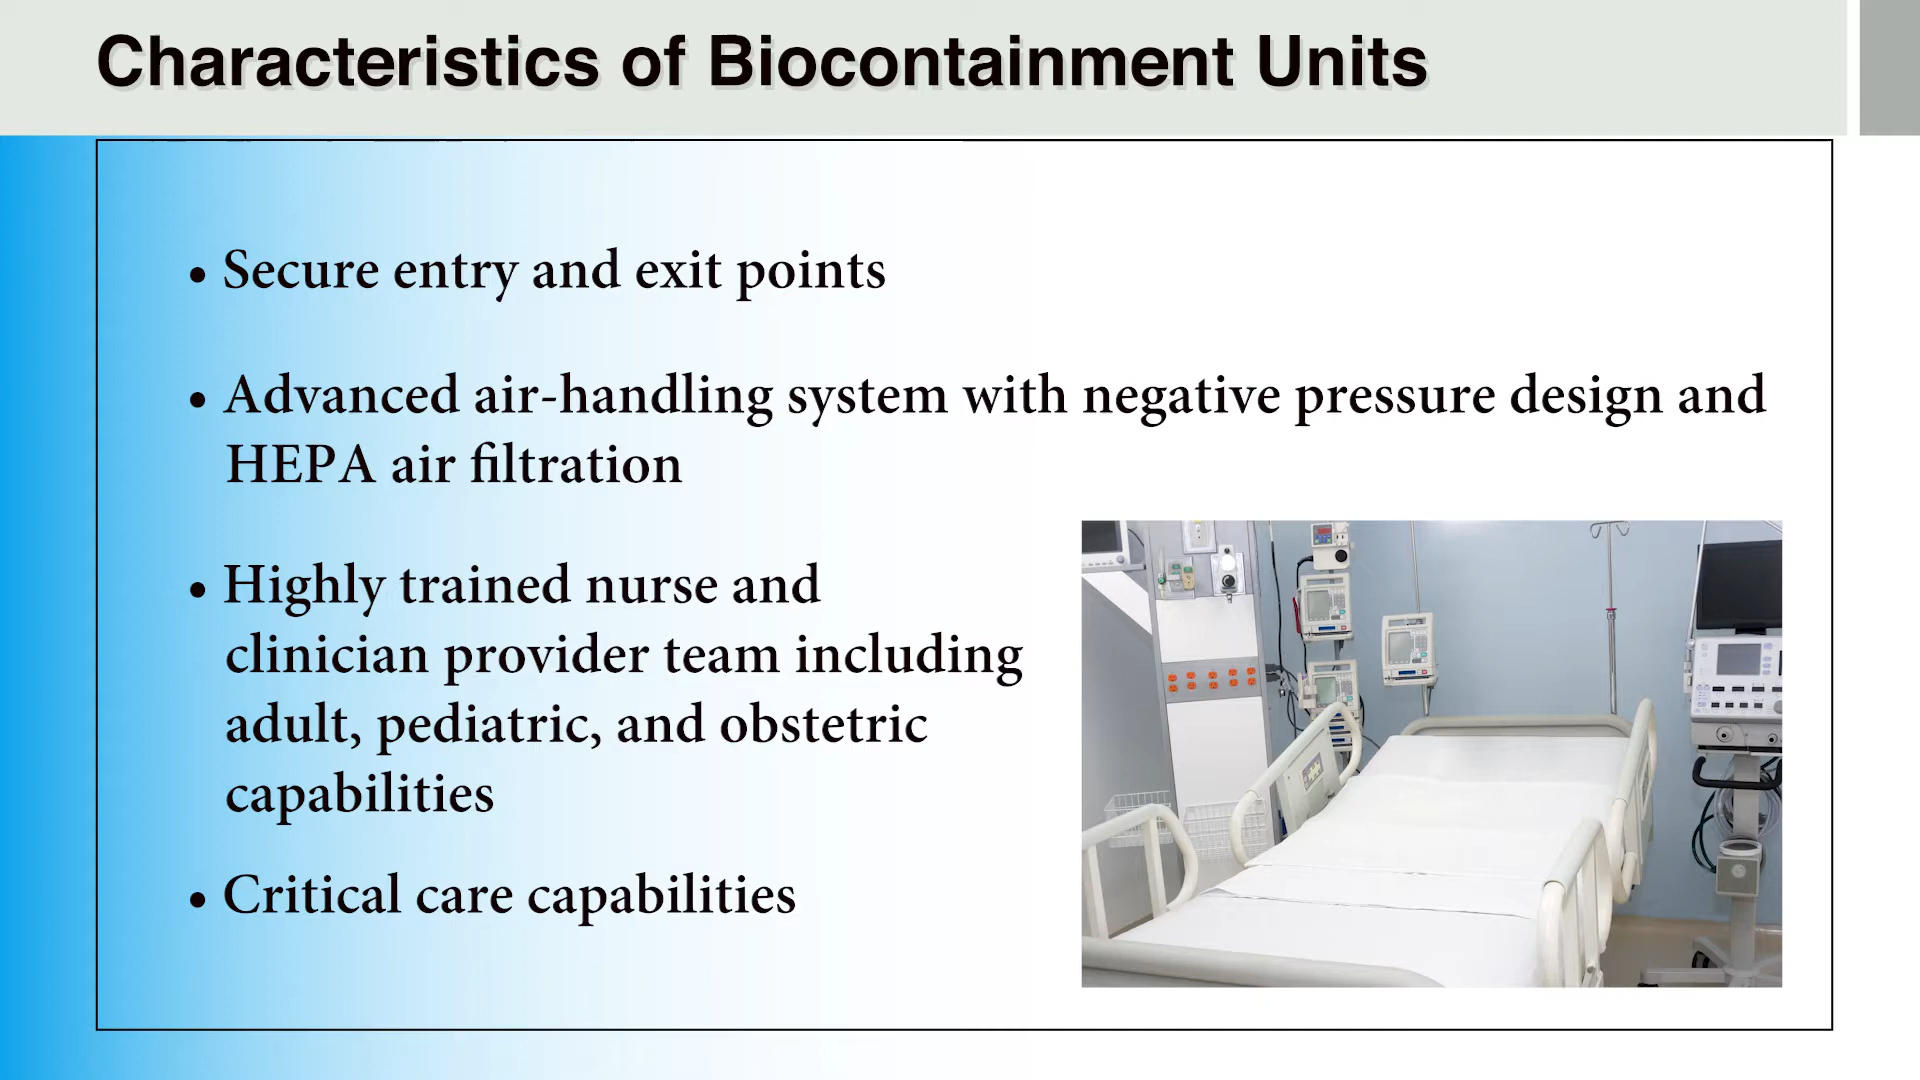 Characteristics of Biocontainment Units
• Secure entry and exit points
• Advanced air-handling system with negative pressure design and
HEPA air filtration
• Highly trained nurse and
clinician provider team including
adult, pediatric, and obstetric
capabilities
• Critical care capabilities